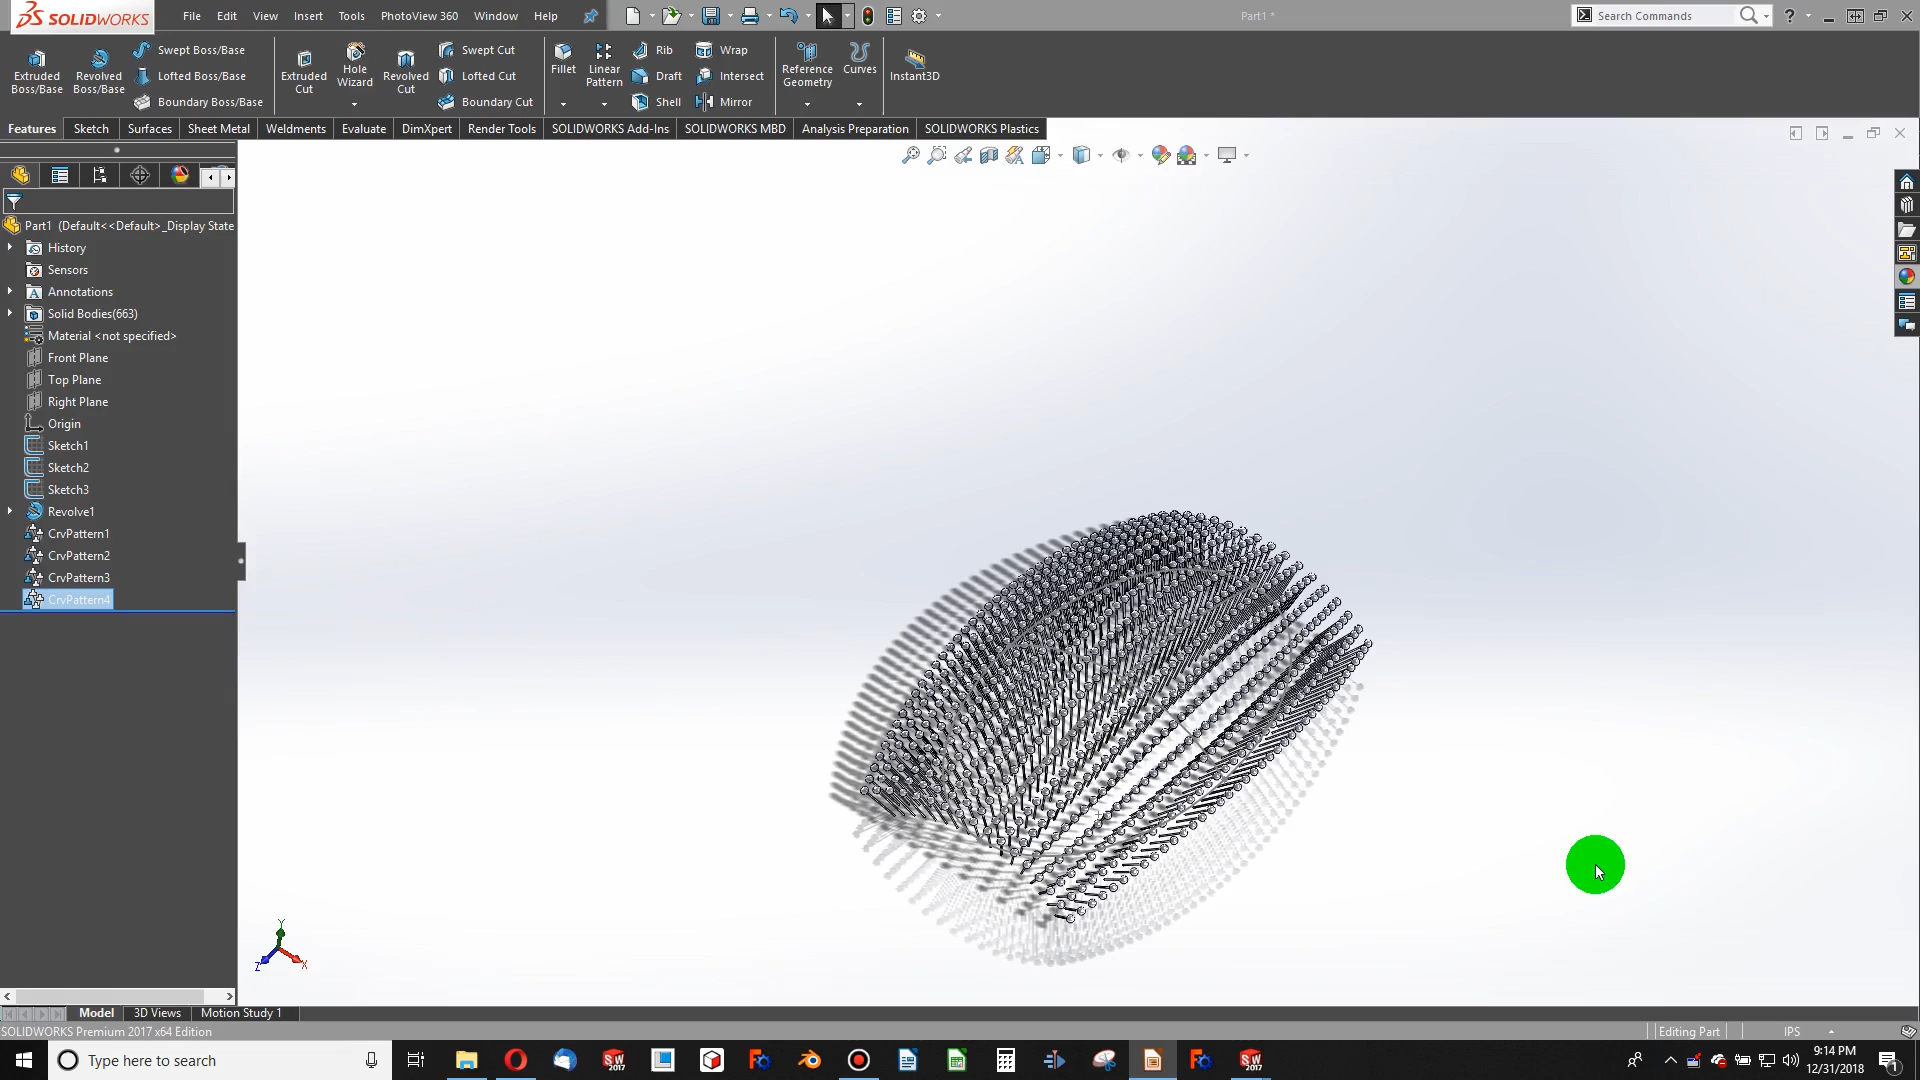 SOLIDWORKS
File Edit View Insert Tools PhotoView 360 Window Help
Part1 *
Search Commands
Extruded Boss/Base
Revolved Boss/Base
Swept Boss/Base
Lofted Boss/Base
Boundary Boss/Base
Extruded Cut
Hole Wizard
Revolved Cut
Swept Cut
Lofted Cut
Boundary Cut
Fillet
Linear Pattern
Rib
Draft
Shell
Wrap
Intersect
Mirror
Reference Geometry
Curves
Instant3D
Features Sketch Surfaces Sheet Metal Weldments Evaluate DimXpert Render Tools SOLIDWORKS Add-Ins SOLIDWORKS MBD Analysis Preparation SOLIDWORKS Plastics
Part1 (Default<<Default>_Display State
History
Sensors
Annotations
Solid Bodies(663)
Material <not specified>
Front Plane
Top Plane
Right Plane
Origin
Sketch1
Sketch2
Sketch3
Revolve1
CrvPattern1
CrvPattern2
CrvPattern3
CrvPattern4
Y
Z
X
Model 3D Views Motion Study 1
SOLIDWORKS Premium 2017 x64 Edition
Editing Part
IPS
Type here to search
9:14 PM
12/31/2018